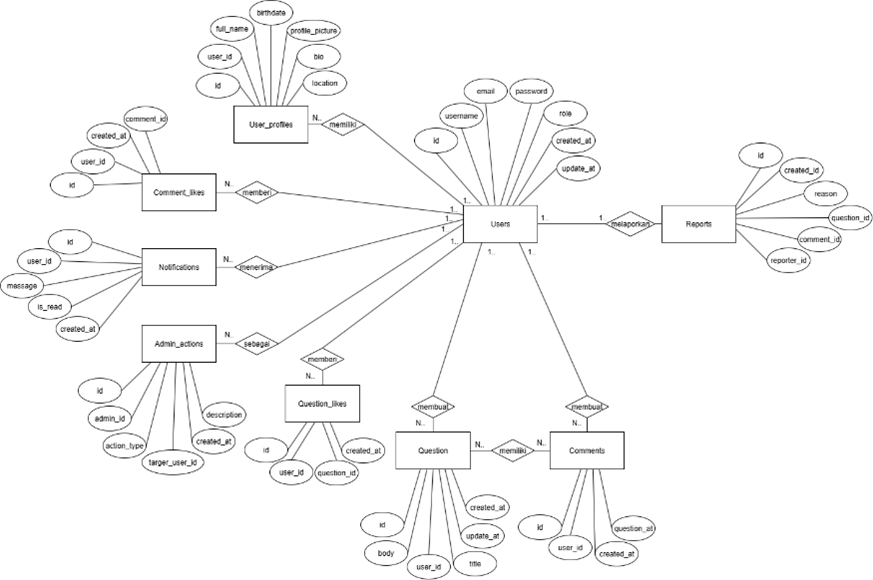 birthdate
full_name
profile_picture
user_id
bio
id
location
User_profiles
N..
memiliki
email
password
username
role
id
created_at
update_at
comment_id
created_at
user_id
id
Comment_likes
N..
memberi
1..
1..
1..
1
1..
Users
1..
1..
melaporkan
Reports
id
created_id
reason
question_id
comment_id
reporter_id
id
user_id
message
is_read
created_at
Notifications
N..
menerima
1..
1..
Admin_actions
N..
sebagai
id
admin_id
action_type
targer_user_id
created_at
description
memberi
N..
Question_likes
id
user_id
question_id
created_at
membuat
N..
Question
N..
memiliki
N..
membuat
N..
Comments
id
body
user_id
title
update_at
created_at
id
user_id
created_at
question_at